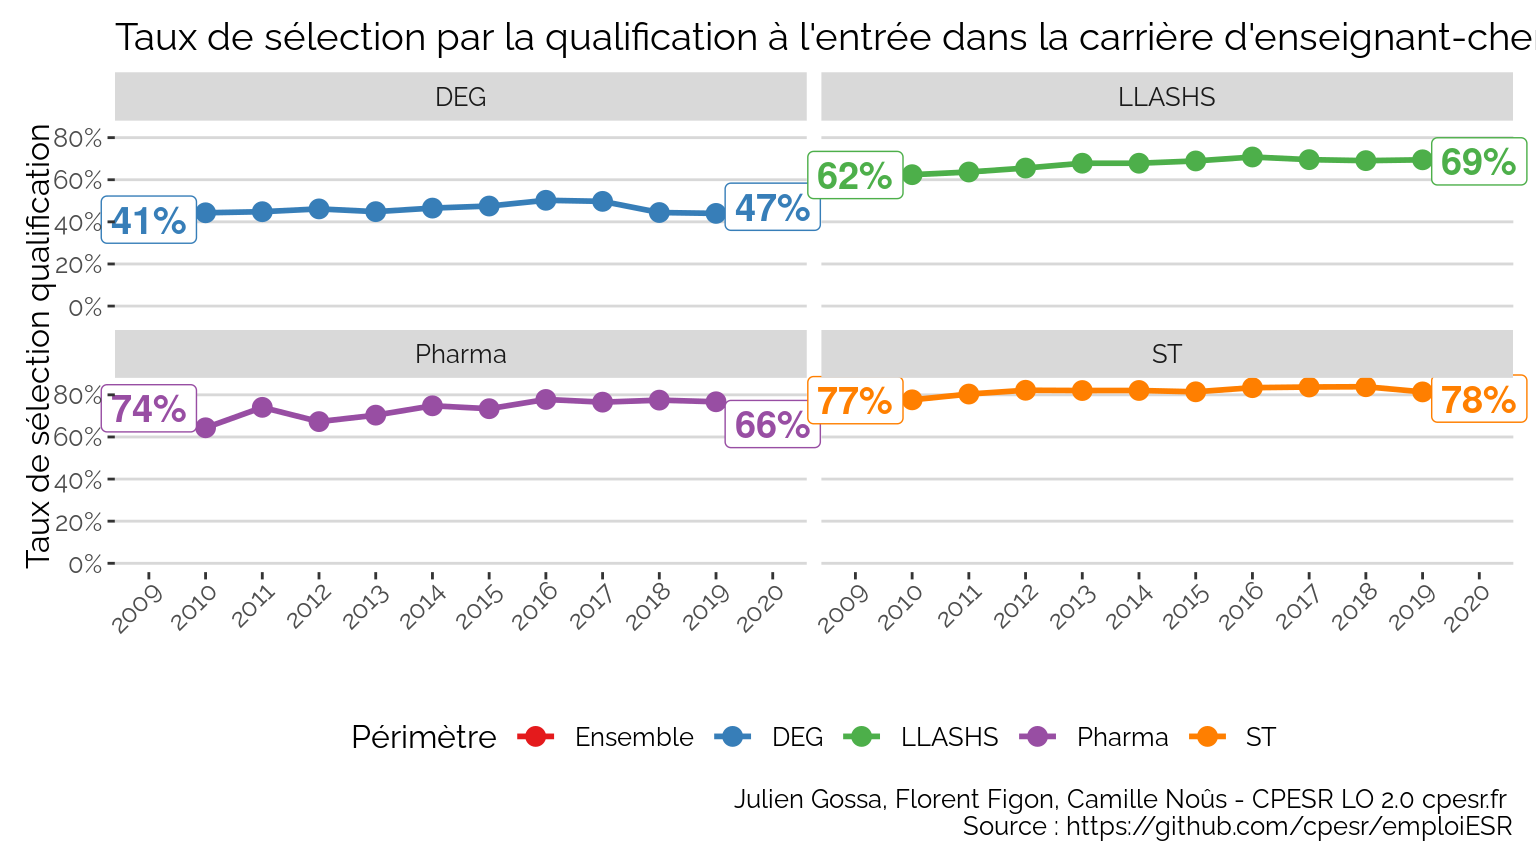 Taux de sélection par la qualification à l'entrée dans la carrière d'enseignant-che
DEG
LLASHS
Taux de sélection qualification
80%
60%
40%
20%
0%
41%
47%
62%
69%
Pharma
ST
80%
60%
40%
20%
0%
74%
66%
77%
78%
2009 2010 2011 2012 2013 2014 2015 2016 2017 2018 2019 2020
2009 2010 2011 2012 2013 2014 2015 2016 2017 2018 2019 2020
Périmètre Ensemble DEG LLASHS Pharma ST
Julien Gossa, Florent Figon, Camille Noûs - CPESR LO 2.0 cpesr.fr
Source : https://github.com/cpesr/emploiESR